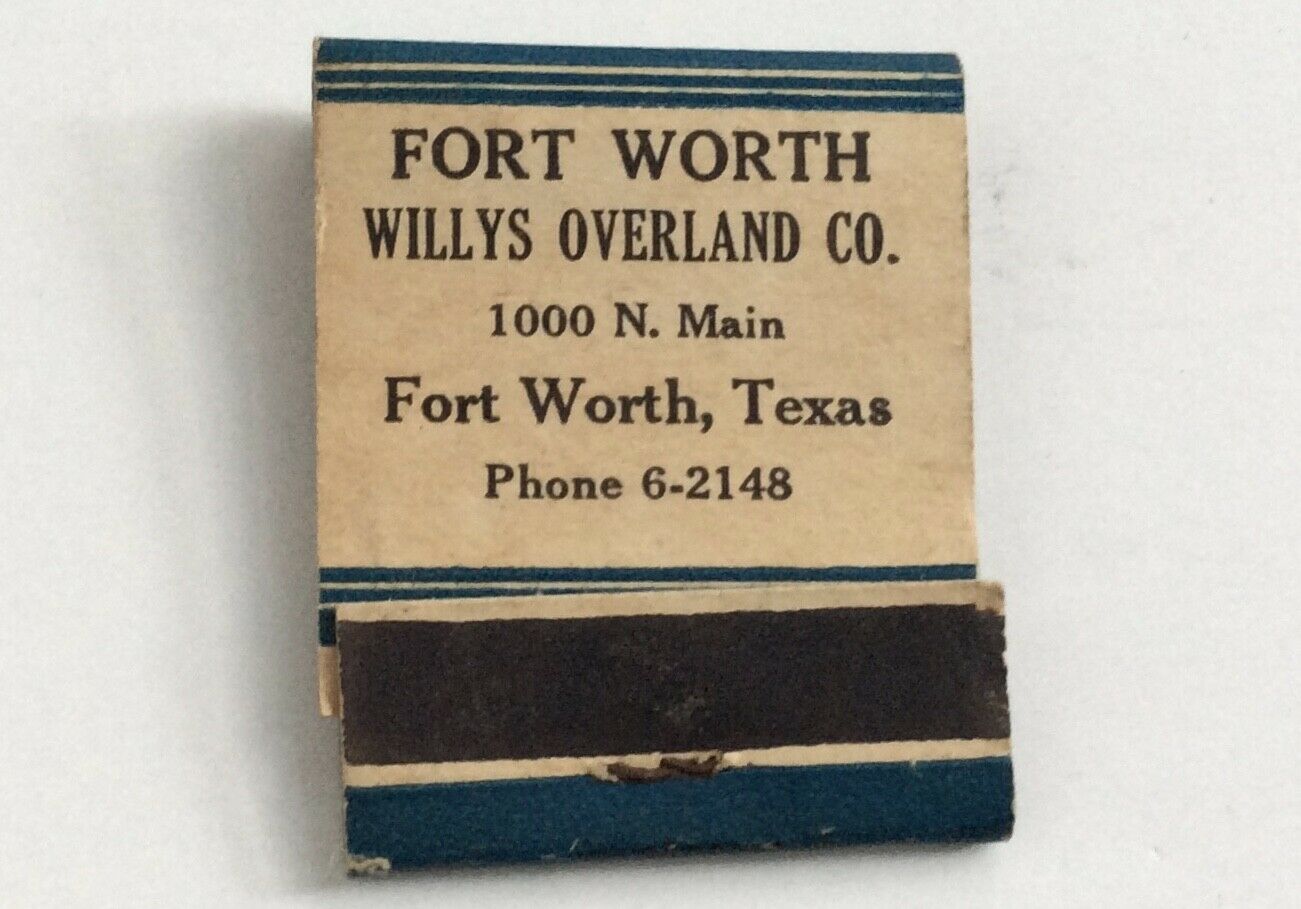 FORT WORTH
WILLYS OVERLAND CO.
1000 N. Main
Fort Worth, Texas
Phone 6-2148